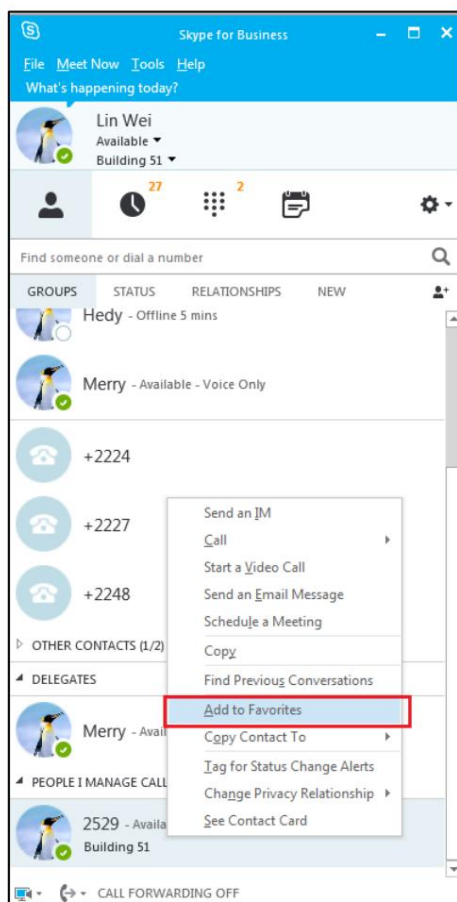 Skype for Business
File Meet Now Tools Help
What's happening today?
Lin Wei
Available
Building 51
27
2
Find someone or dial a number
GROUPS STATUS RELATIONSHIPS NEW
Hedy - Offline 5 mins
Merry - Available - Voice Only
+2224
+2227
+2248
OTHER CONTACTS (1/2)
DELEGATES
Merry - Avail
PEOPLE I MANAGE CALL
2529 - Availa
Building 51
Send an IM
Call
Start a Video Call
Send an Email Message
Schedule a Meeting
Copy
Find Previous Conversations
Add to Favorites
Copy Contact To
Tag for Status Change Alerts
Change Privacy Relationship
See Contact Card
CALL FORWARDING OFF